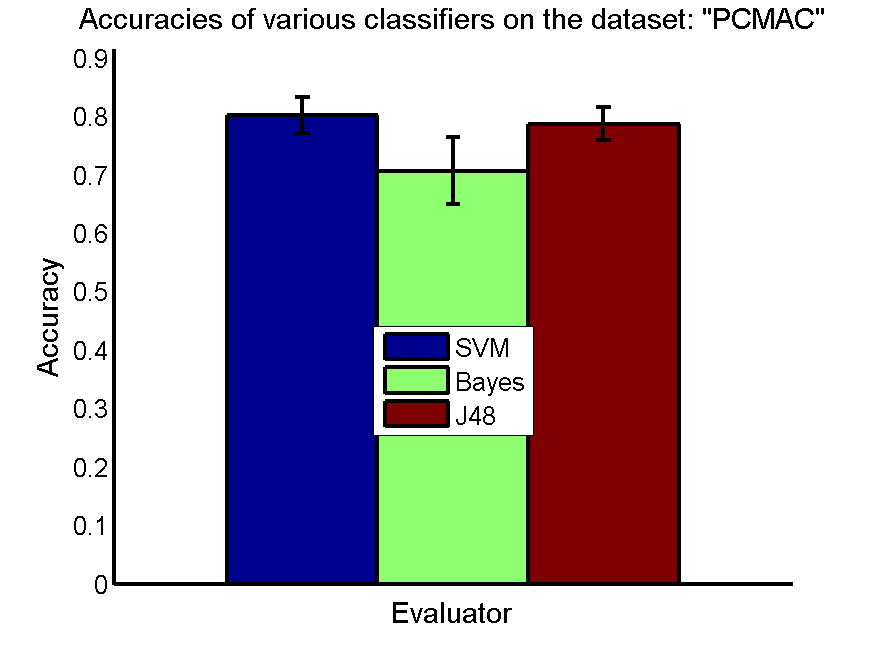 Accuracies of various classifiers on the dataset: "PCMAC"
0.9
0.8
0.7
0.6
0.5
0.4
0.3
0.2
0.1
0
Accuracy
SVM
Bayes
J48
Evaluator